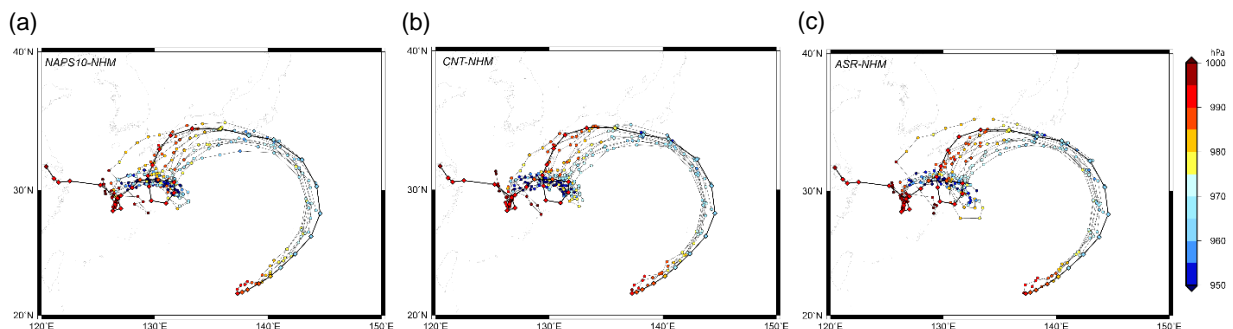 (a)
(b)
(c)
hPa
40˚N
NAPS10-NHM
30˚N
20˚N
120˚E
130˚E
140˚E
150˚E
40˚N
CNT-NHM
30˚N
20˚N
120˚E
130˚E
140˚E
150˚E
40˚N
ASR-NHM
30˚N
20˚N
120˚E
130˚E
140˚E
150˚E
1000
990
980
970
960
950